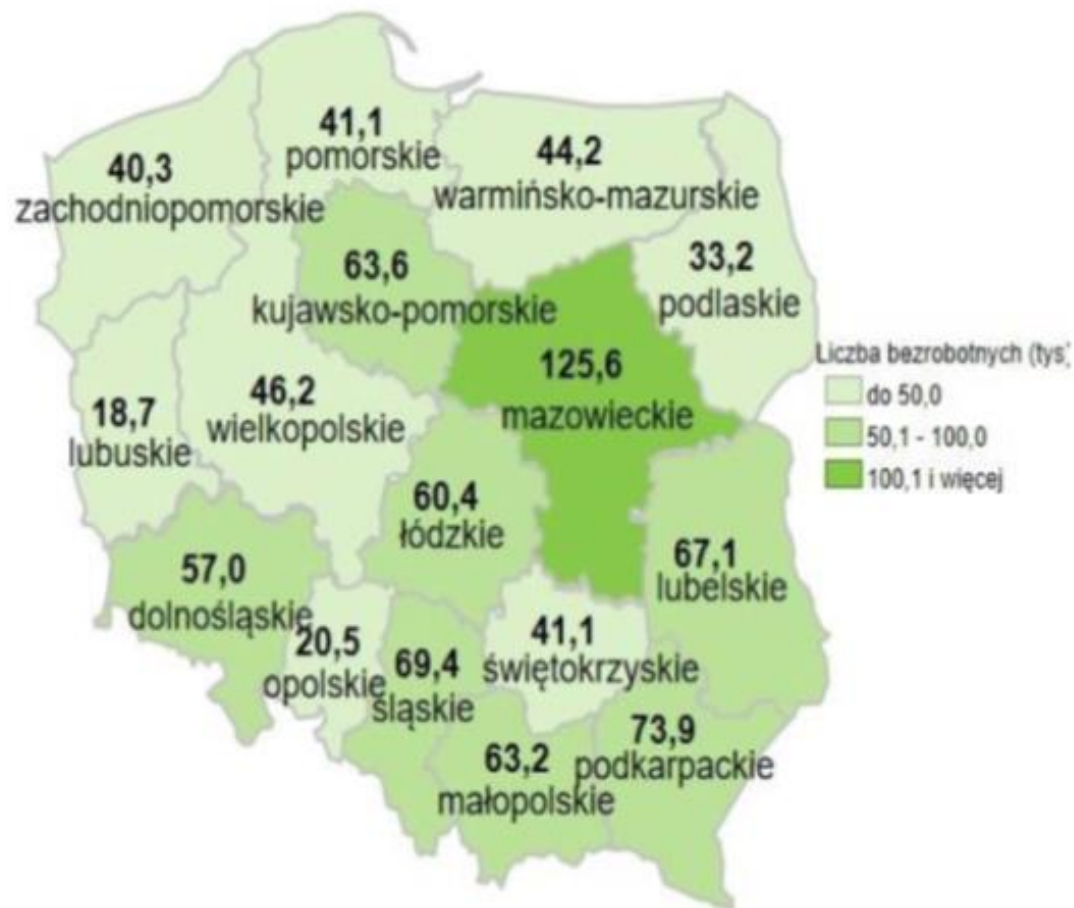 41,1
pomorskie
40,3
zachodniopomorskie
44,2
warmińsko-mazurskie
33,2
podlaskie
63,6
kujawsko-pomorskie
125,6
mazowieckie
18,7
lubuskie
46,2
wielkopolskie
60,4
łódzkie
67,1
lubelskie
57,0
dolnośląskie
20,5
opolskie
69,4
śląskie
41,1
świętokrzyskie
63,2
małopolskie
73,9
podkarpackie
Liczba bezrobotnych (tys)
do 50,0
50,1 - 100,0
100,1 i więcej